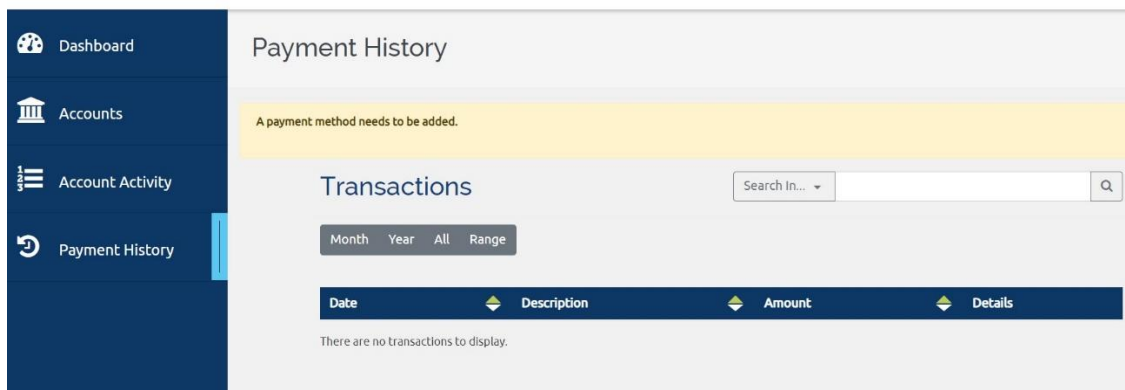 Dashboard
Accounts
Account Activity
Payment History
Payment History
A payment method needs to be added.
Transactions
Search In...
Month Year All Range
Date Description Amount Details
There are no transactions to display.